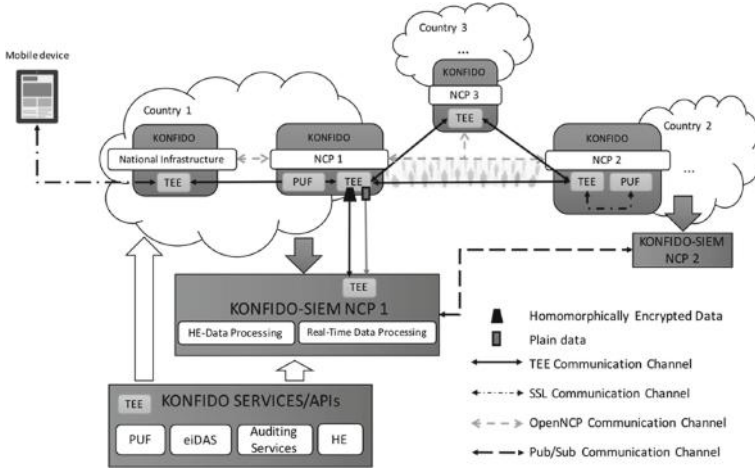 Country 3
...
Mobile device
KONFIDO
NCP 3
TEE
Country 1
Country 2
KONFIDO
National Infrastructure
TEE
KONFIDO
NCP 1
PUF
TEE
KONFIDO
NCP 2
TEE
PUF
...
KONFIDO-SIEM
NCP 2
TEE
KONFIDO-SIEM NCP 1
HE-Data Processing
Real-Time Data Processing
TEE
KONFIDO SERVICES/APIs
PUF
eiDAS
Auditing
Services
HE
Homomorphically Encrypted Data
Plain data
TEE Communication Channel
SSL Communication Channel
OpenNCP Communication Channel
Pub/Sub Communication Channel